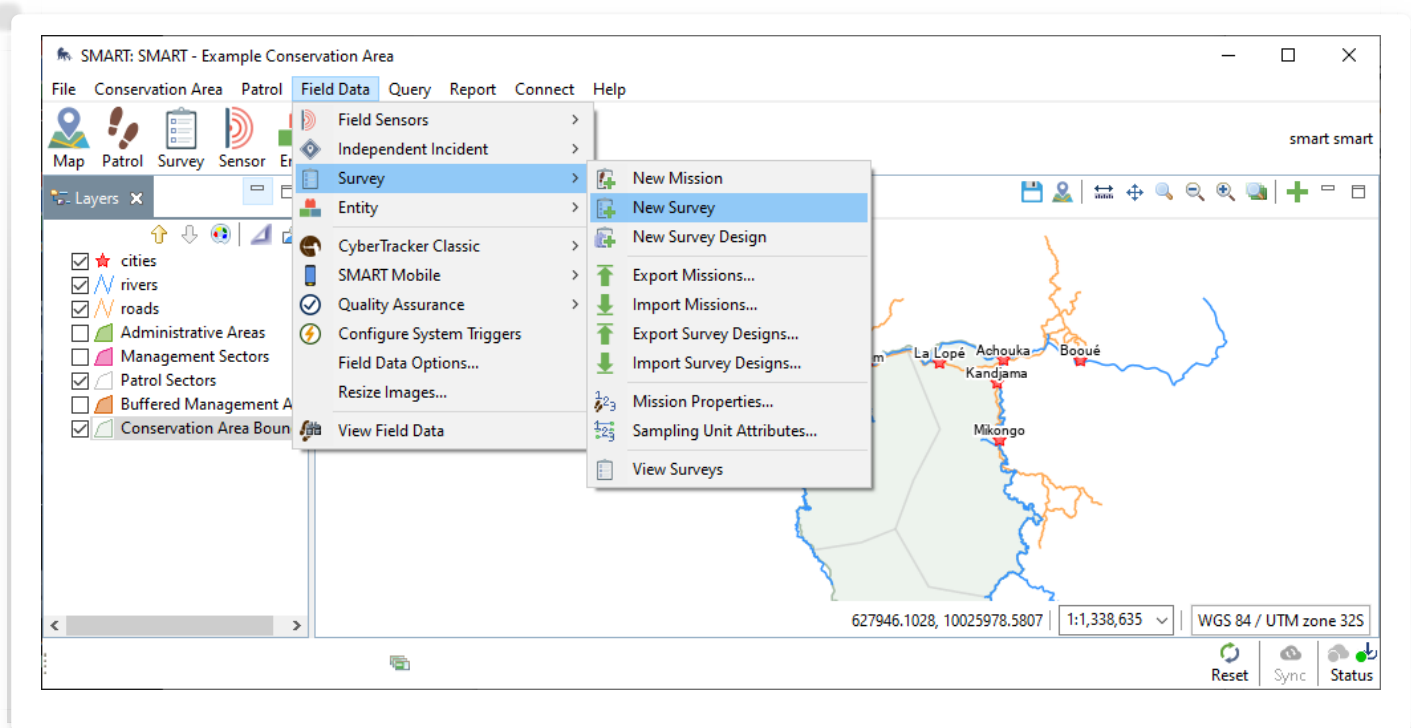 SMART: SMART - Example Conservation Area
File Conservation Area Patrol Field Data Query Report Connect Help
Map Patrol Survey Sensor
smart smart
Layers
cities
rivers
roads
Administrative Areas
Management Sectors
Patrol Sectors
Buffered Management A
Conservation Area Boun
Field Sensors
Independent Incident
Survey
Entity
CyberTracker Classic
SMART Mobile
Quality Assurance
Configure System Triggers
Field Data Options...
Resize Images...
View Field Data
New Mission
New Survey
New Survey Design
Export Missions...
Import Missions...
Export Survey Designs...
Import Survey Designs...
Mission Properties...
Sampling Unit Attributes...
View Surveys
La Lopé Achouka Booué
Kandjama
Mikongo
627946.1028, 10025978.5807 1:1,338,635 WGS 84 / UTM zone 32S
Reset Sync Status